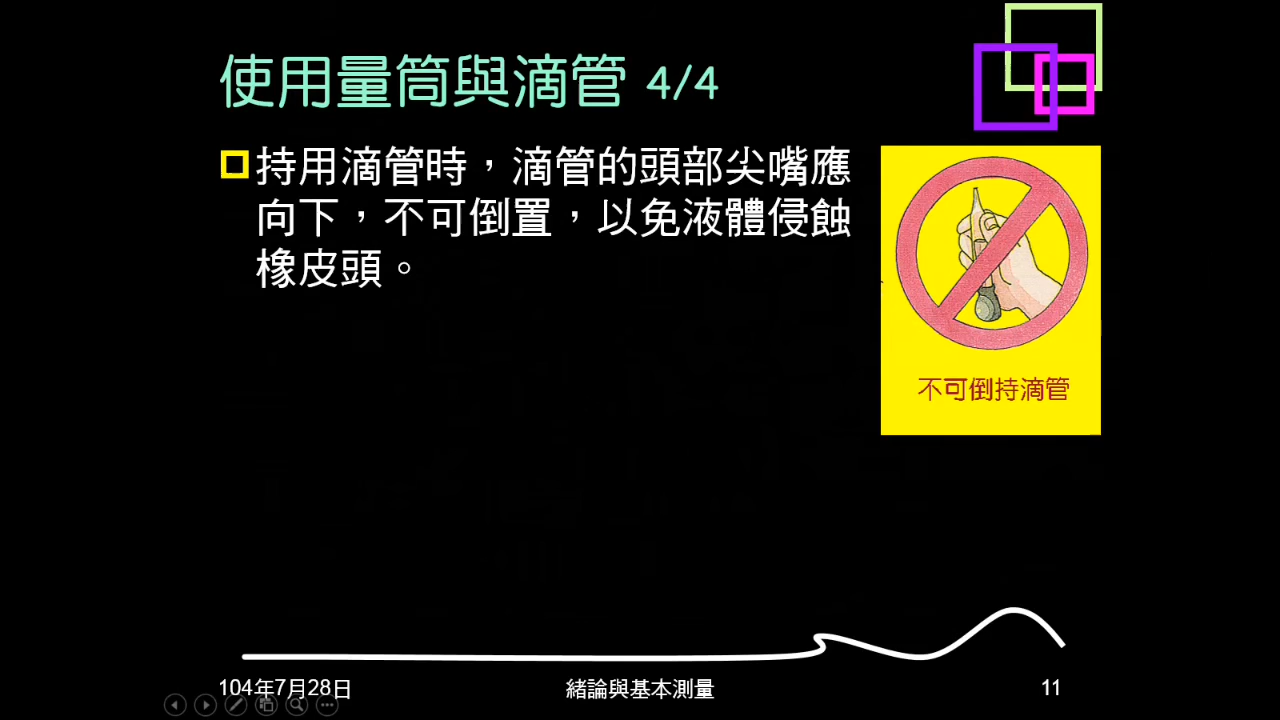 使用量筒與滴管 4/4
持用滴管時，滴管的頭部尖嘴應
向下，不可倒置，以免液體侵蝕
橡皮頭。
不可倒持滴管
104年7月28日
緒論與基本測量
11